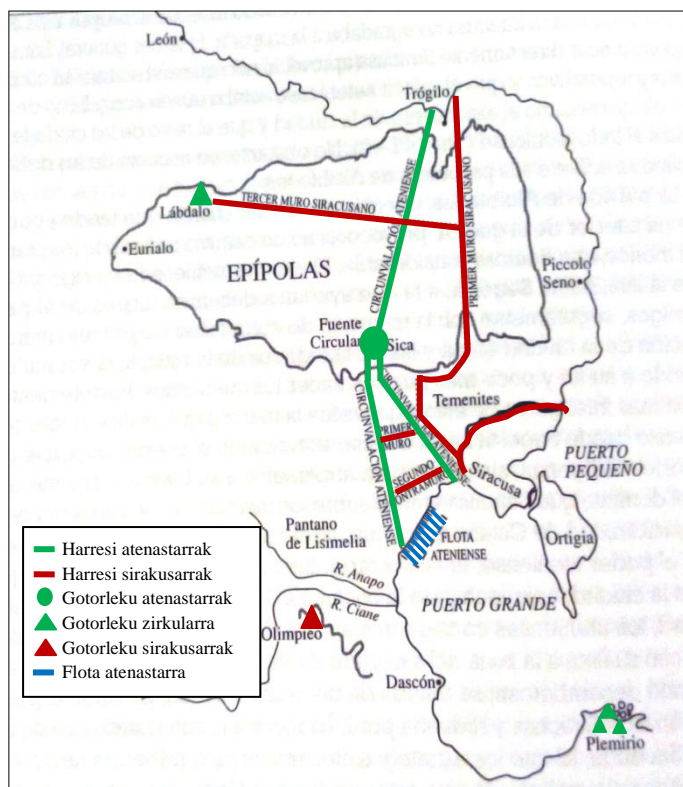 León
Trógilo
Lábdalo
TERCER MURO SIRACUSANO
CIRCUNVALACIÓN ATENIENSE
PRIMER MURO SIRACUSANO
Eurialo
EPÍPOLAS
Piccolo
Seno
Fuente
Circular
Sica
CIRCUNVALACIÓN ATENIENSE
CIRCUNVALACIÓN ATENIENSE
Temenites
PRIMER
MURO
SEGUNDO
CONTRAMURO
Siracusa
PUERTO
PEQUEÑO
FLOTA
ATENIENSE
Ortigia
Pantano
de Lisimelia
R. Anapo
R. Ciane
PUERTO GRANDE
Olimpieo
Dascón
Plemirio
Harresi atenastarrak
Harresi sirakusarrak
Gotorleku atenastarrak
Gotorleku zirkularra
Gotorleku sirakusarrak
Flota atenastarra